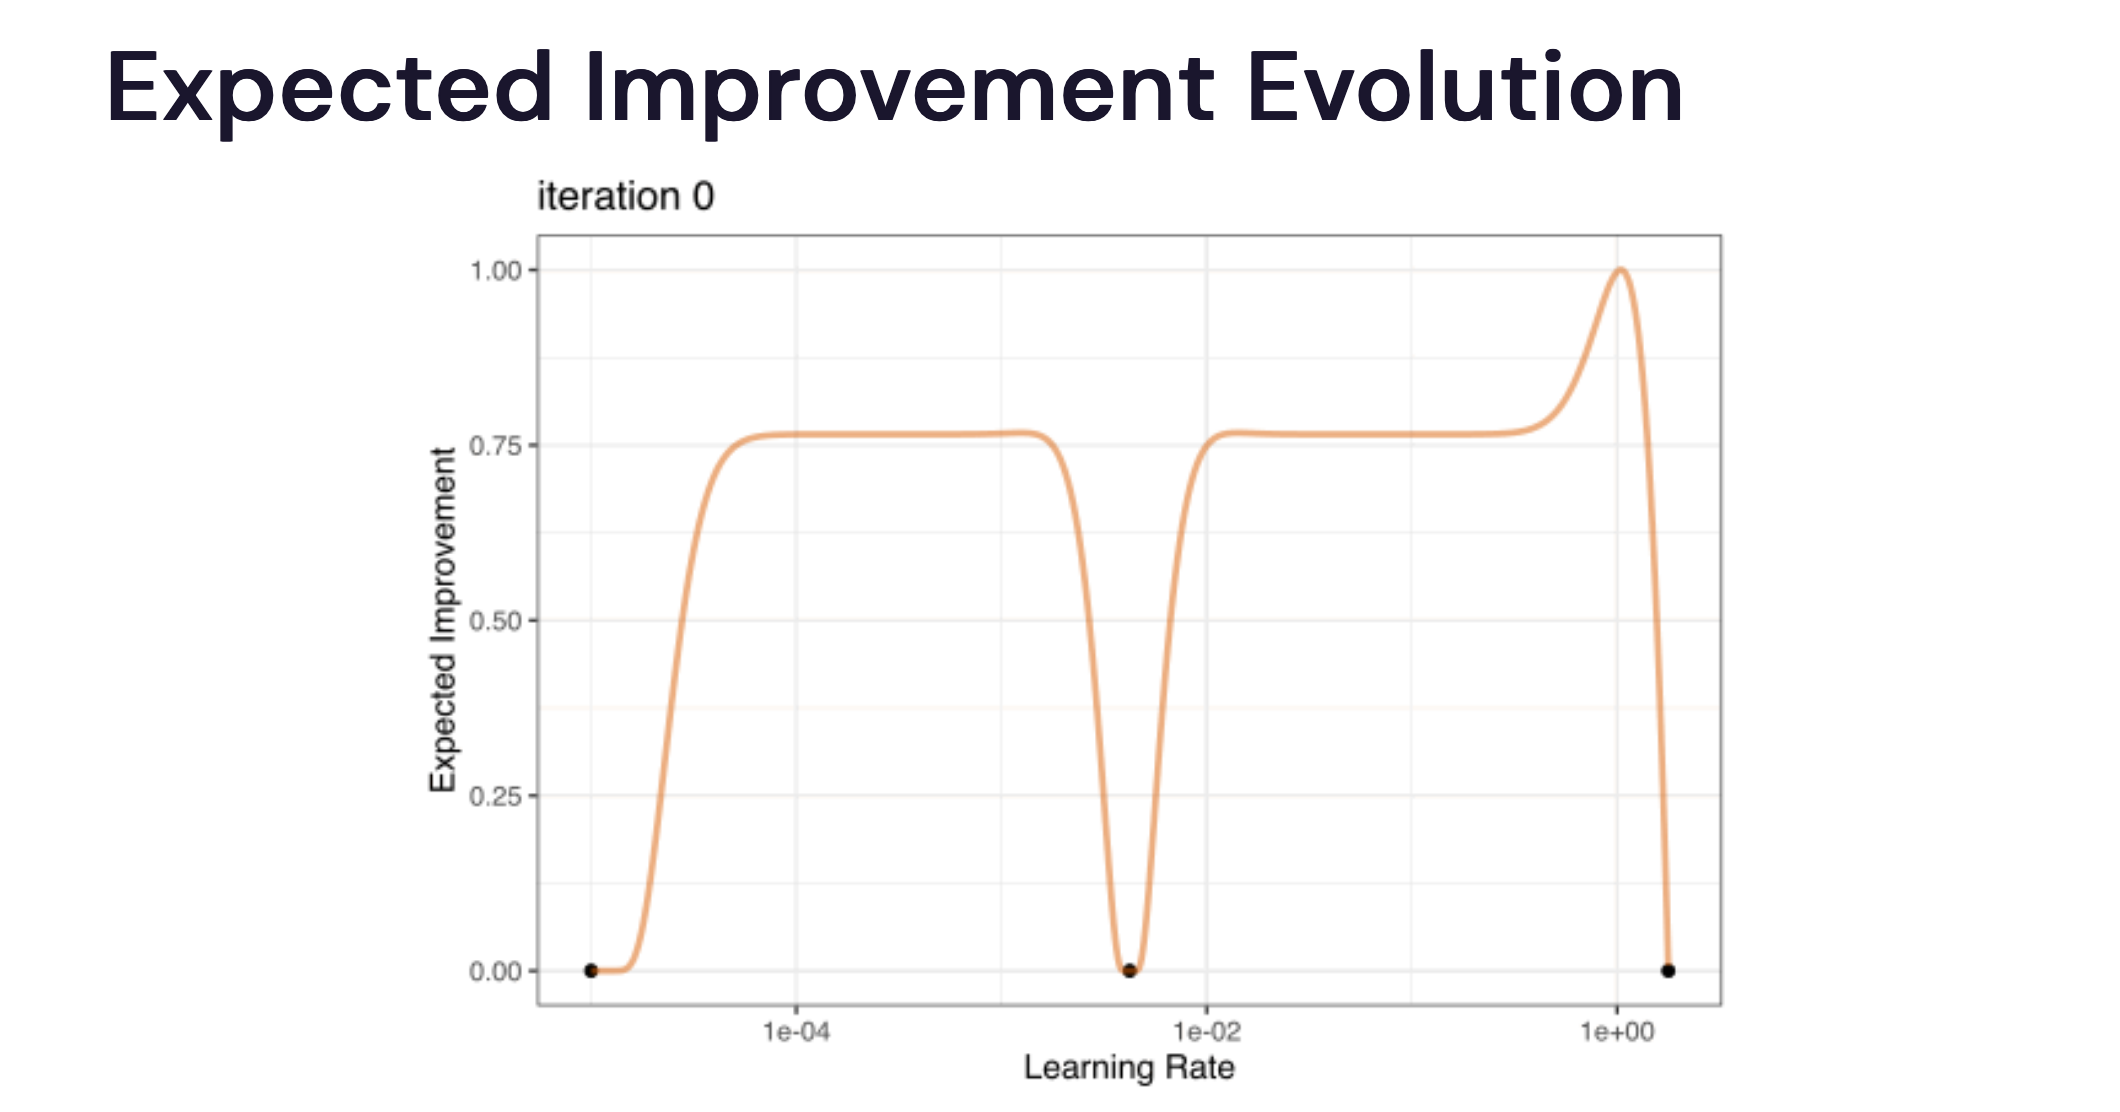 Expected Improvement Evolution
iteration 0
1.00
0.75
0.50
0.25
0.00
Expected Improvement
1e-04
1e-02
1e+00
Learning Rate